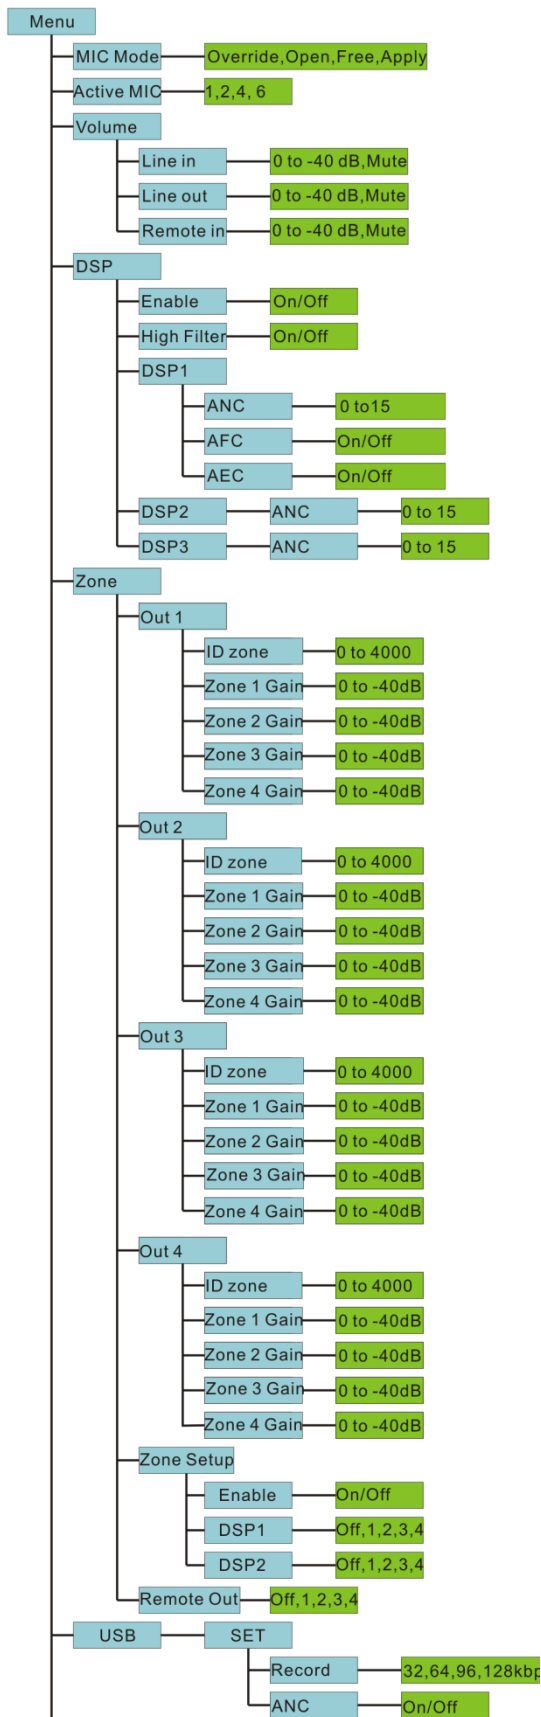 Menu
MIC Mode Override,Open,Free,Apply
Active MIC 1,2,4, 6
Volume
Line in 0 to -40 dB,Mute
Line out 0 to -40 dB,Mute
Remote in 0 to -40 dB,Mute
DSP
Enable On/Off
High Filter On/Off
DSP1
ANC 0 to15
AFC On/Off
AEC On/Off
DSP2 ANC 0 to 15
DSP3 ANC 0 to 15
Zone
Out 1
ID zone 0 to 4000
Zone 1 Gain 0 to -40dB
Zone 2 Gain 0 to -40dB
Zone 3 Gain 0 to -40dB
Zone 4 Gain 0 to -40dB
Out 2
ID zone 0 to 4000
Zone 1 Gain 0 to -40dB
Zone 2 Gain 0 to -40dB
Zone 3 Gain 0 to -40dB
Zone 4 Gain 0 to -40dB
Out 3
ID zone 0 to 4000
Zone 1 Gain 0 to -40dB
Zone 2 Gain 0 to -40dB
Zone 3 Gain 0 to -40dB
Zone 4 Gain 0 to -40dB
Out 4
ID zone 0 to 4000
Zone 1 Gain 0 to -40dB
Zone 2 Gain 0 to -40dB
Zone 3 Gain 0 to -40dB
Zone 4 Gain 0 to -40dB
Zone Setup
Enable On/Off
DSP1 Off,1,2,3,4
DSP2 Off,1,2,3,4
Remote Out Off,1,2,3,4
USB SET
Record 32,64,96,128kbp
ANC On/Off